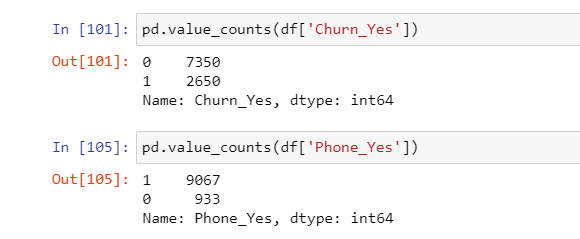 In [101]: pd.value_counts(df['Churn_Yes'])
Out[101]: 0    7350
1    2650
Name: Churn_Yes, dtype: int64
In [105]: pd.value_counts(df['Phone_Yes'])
Out[105]: 1    9067
0     933
Name: Phone_Yes, dtype: int64